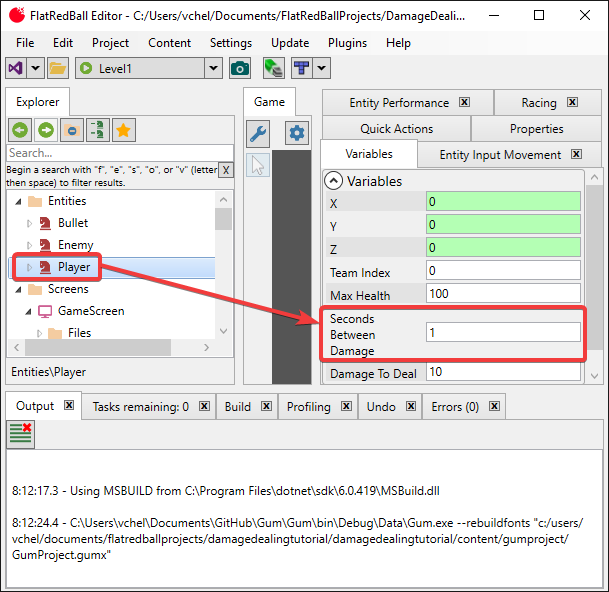 FlatRedBall Editor - C:/Users/vchel/Documents/FlatRedBallProjects/DamageDeali...
File Edit Project Content Settings Update Plugins Help
Level1
Explorer
Search...
Begin a search with "f", "e", "s", "o", or "v" (letter
then space) to filter results.
X
Entities
Bullet
Enemy
Player
Screens
GameScreen
Files
Entities\Player
Game
Entity Performance
Racing
Quick Actions
Properties
Variables
Entity Input Movement
Variables
X 0
Y 0
Z 0
Team Index 0
Max Health 100
Seconds
Between
Damage
1
Damage To Deal 10
Output
Tasks remaining: 0
Build
Profiling
Undo
Errors (0)
8:12:17.3 - Using MSBUILD from C:\Program Files\dotnet\sdk\6.0.419\MSBuild.dll
8:12:24.4 - C:\Users\vchel\Documents\GitHub\Gum\Gum\bin\Debug\Data\Gum.exe --rebuildfonts "c:/users/
vchel/documents/flatredballprojects/damagedealingtutorial/damagedealingtutorial/content/gumproject/
GumProject.gumx"